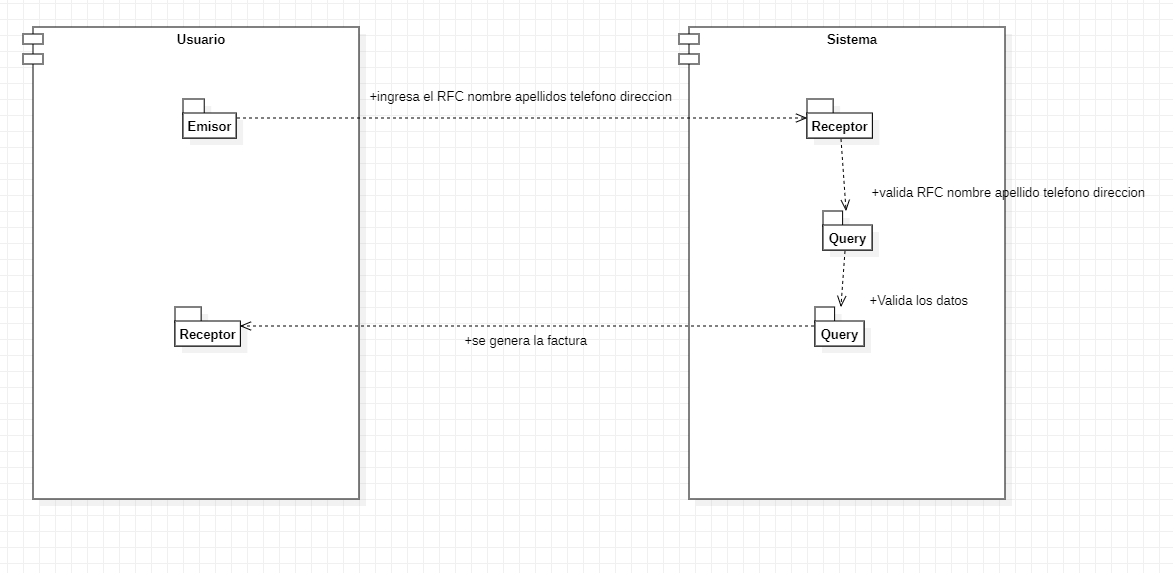 Usuario
Sistema
+ingresa el RFC nombre apellidos telefono direccion
Emisor
Receptor
+valida RFC nombre apellido telefono direccion
Query
+Valida los datos
Receptor
Query
+se genera la factura